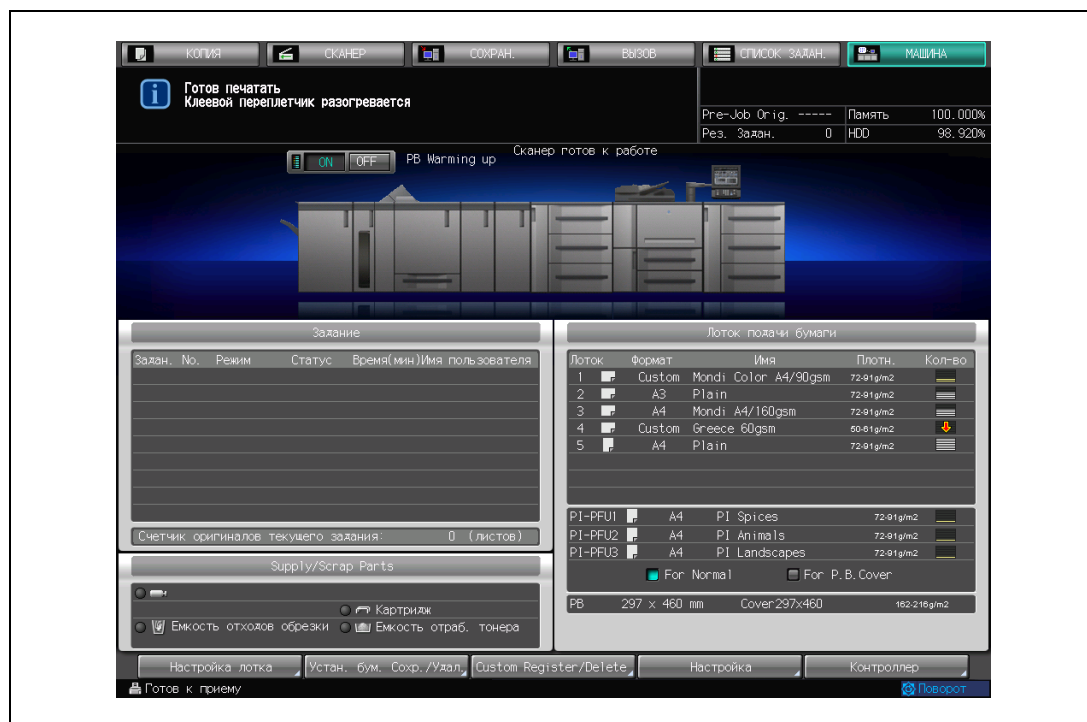 КОПИЯ СКАНЕР СОХРАН. ВЫЗОВ СПИСОК ЗАДАН. МАШИНА
Готов печатать
Клеевой переплетчик разогревается
Pre-Job Orig. ----- Память 100.000%
Рез. Задан. 0 HDD 98.920%
Сканер готов к работе
ON OFF PB Warming up
Задание
Задан. No. Режим Статус Время(мин) Имя пользователя
Счетчик оригиналов текущего задания: 0 (листов)
Supply/Scrap Parts
Картридж
Емкость отходов обрезки Емкость отраб. тонера
Лоток подачи бумаги
Лоток Формат Имя Плотн. Кол-во
1 Custom Mondi Color A4/90gsm 72-91g/m2
2 A3 Plain 72-91g/m2
3 A4 Mondi A4/160gsm 72-91g/m2
4 Custom Greece 60gsm 50-61g/m2
5 A4 Plain 72-91g/m2
PI-PFU1 A4 PI Spices 72-91g/m2
PI-PFU2 A4 PI Animals 72-91g/m2
PI-PFU3 A4 PI Landscapes 72-91g/m2
For Normal For P.B.Cover
PB 297 x 460 mm Cover297x460 162-216g/m2
Настройка лотка Устан. бум. Сохр./Удал. Custom Register/Delete Настройка Контроллер
Готов к приему Поворот